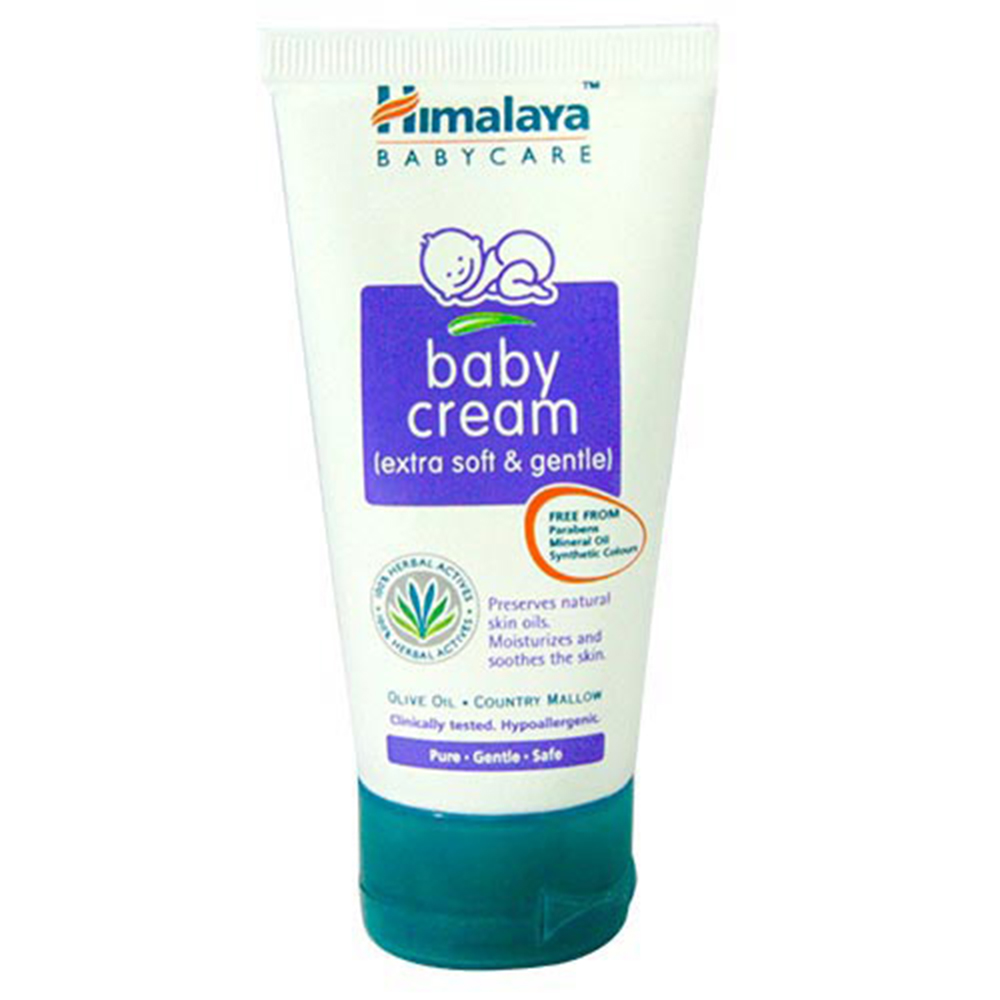 Himalaya™
BABYCARE
baby
cream
(extra soft & gentle)
FREE FROM
Parabens
Mineral Oil
Synthetic Colours
100% HERBAL ACTIVES • 100% HERBAL ACTIVES •
Preserves natural
skin oils.
Moisturizes and
soothes the skin.
OLIVE OIL • COUNTRY MALLOW
Clinically tested. Hypoallergenic.
Pure • Gentle • Safe